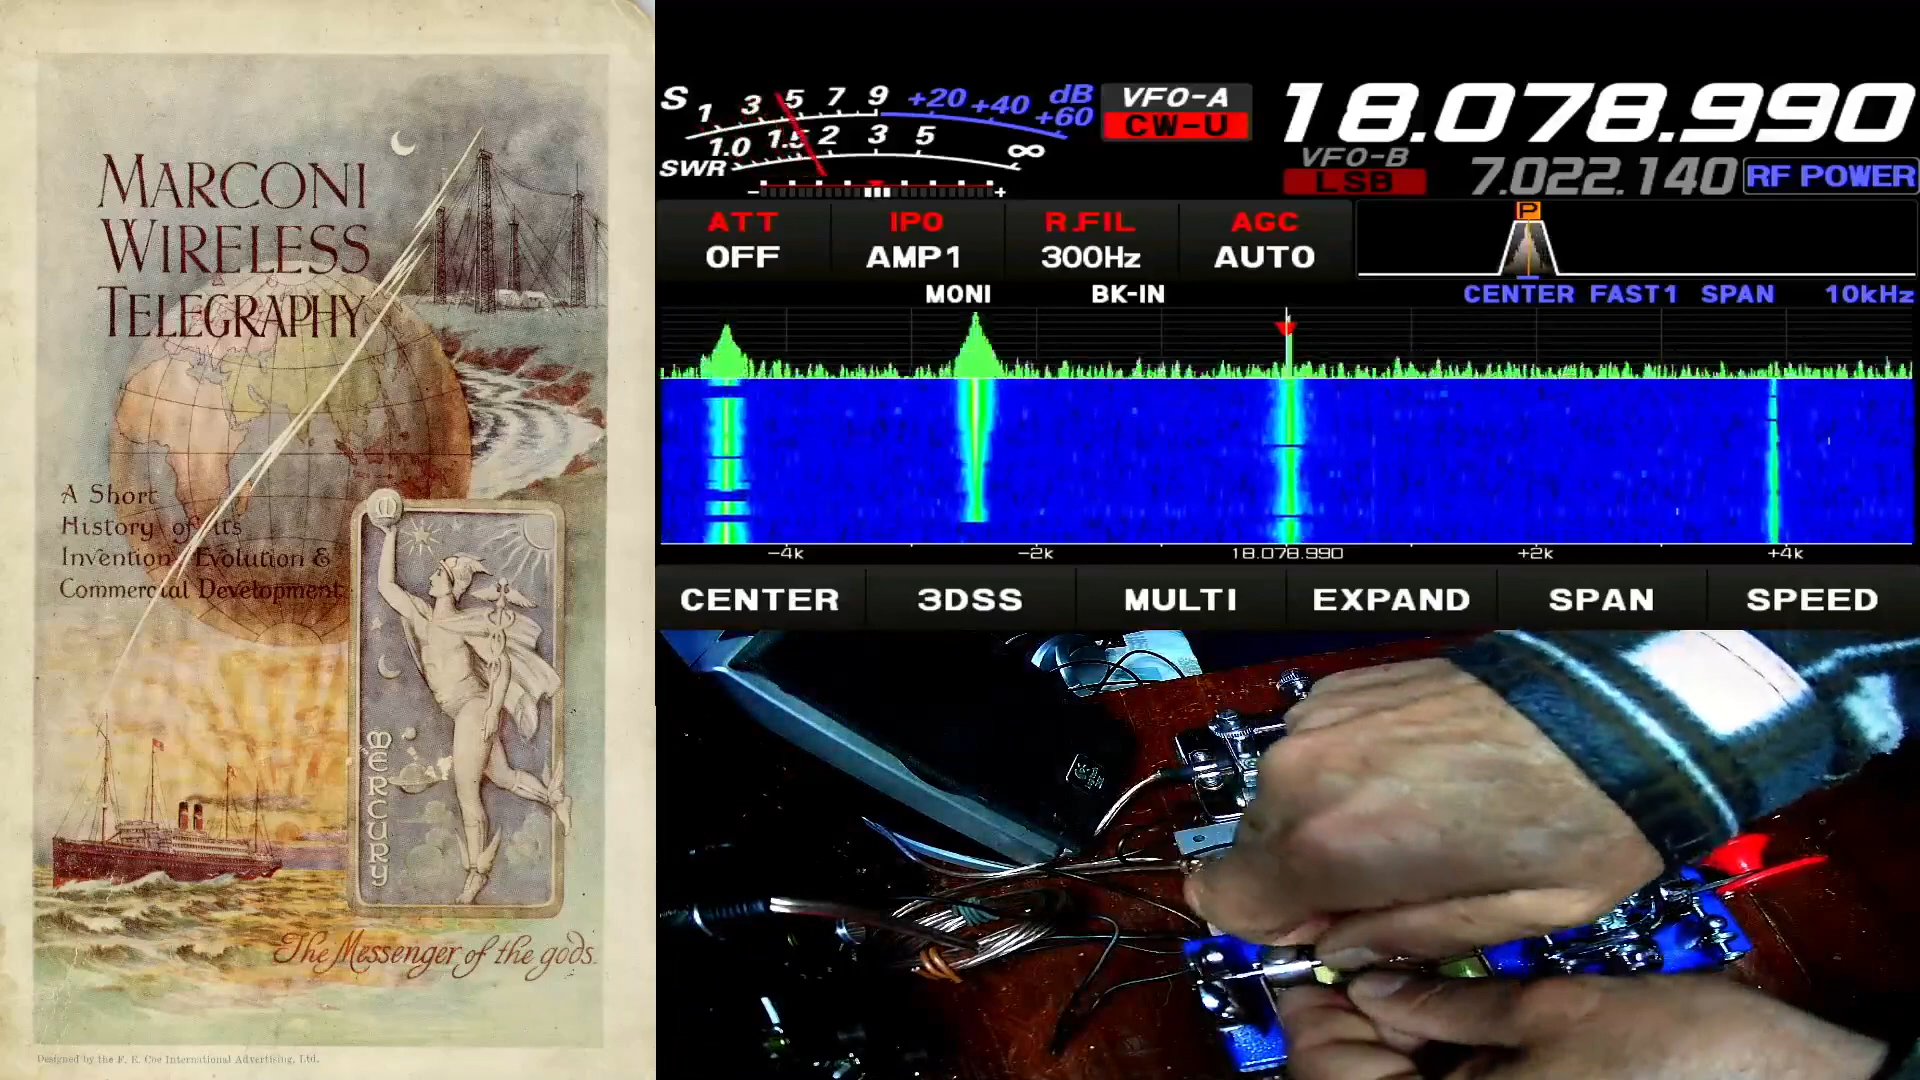 MARCONI
WIRELESS
TELEGRAPHY
A Short
History of its
Invention Evolution &
Commercial Development
M
MERCURY
The Messenger of the gods.
Designed by the F. E. Coe International Advertising, Ltd.
S 1 3 5 7 9 +20 +40 +60 dB
1.0 1.5 2 3 5 ∞
SWR
- +
VFO-A
CW-U
18.078.990
VFO-B
LSB
7.022.140
RF POWER
ATT
OFF
IPO
AMP1
R.FIL
300Hz
AGC
AUTO
P
MONI BK-IN
CENTER FAST1 SPAN 10kHz
-4k -2k 18.078.990 +2k +4k
CENTER 3DSS MULTI EXPAND SPAN SPEED